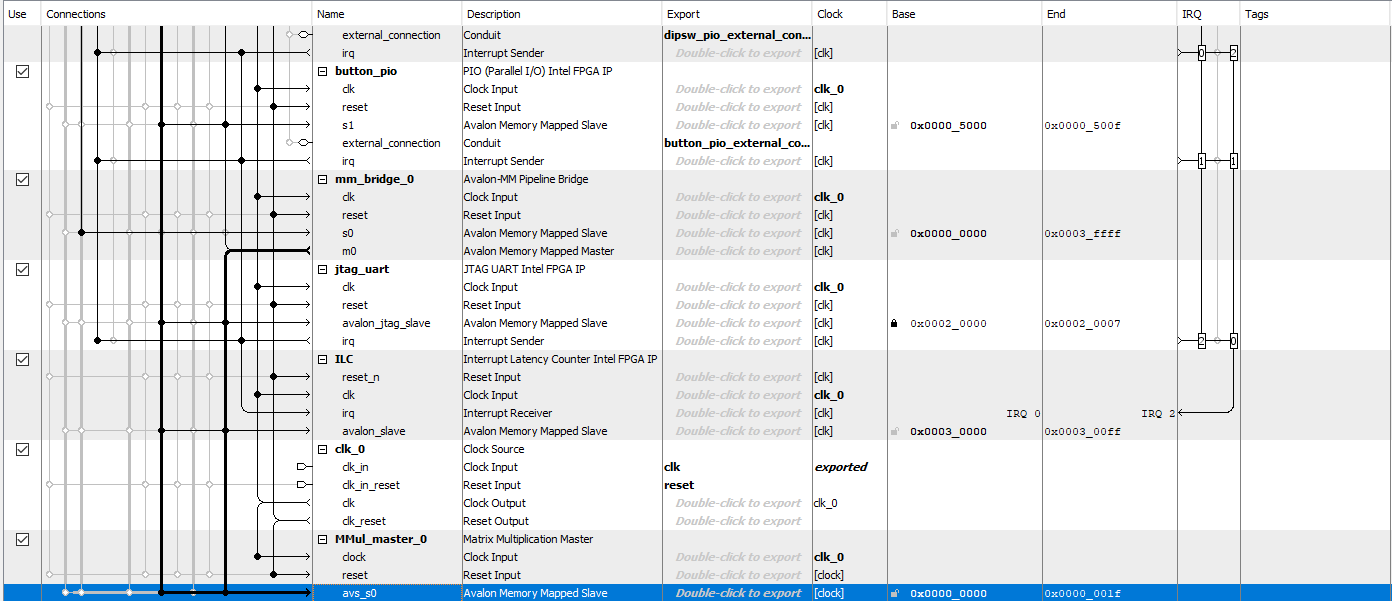 Use Connections Name Description Export Clock Base End IRQ Tags
external_connection Conduit dipsw_pio_external_con...
irq Interrupt Sender Double-click to export [clk] 0 2
button_pio PIO (Parallel I/O) Intel FPGA IP
clk Clock Input Double-click to export clk_0
reset Reset Input Double-click to export [clk]
s1 Avalon Memory Mapped Slave Double-click to export [clk] 0x0000_5000 0x0000_500f
external_connection Conduit button_pio_external_co...
irq Interrupt Sender Double-click to export [clk] 1 1
mm_bridge_0 Avalon-MM Pipeline Bridge
clk Clock Input Double-click to export clk_0
reset Reset Input Double-click to export [clk]
s0 Avalon Memory Mapped Slave Double-click to export [clk] 0x0000_0000 0x0003_ffff
m0 Avalon Memory Mapped Master Double-click to export [clk]
jtag_uart JTAG UART Intel FPGA IP
clk Clock Input Double-click to export clk_0
reset Reset Input Double-click to export [clk]
avalon_jtag_slave Avalon Memory Mapped Slave Double-click to export [clk] 0x0002_0000 0x0002_0007
irq Interrupt Sender Double-click to export [clk] 2 0
ILC Interrupt Latency Counter Intel FPGA IP
reset_n Reset Input Double-click to export [clk]
clk Clock Input Double-click to export clk_0
irq Interrupt Receiver Double-click to export [clk] IRQ 0 IRQ 2
avalon_slave Avalon Memory Mapped Slave Double-click to export [clk] 0x0003_0000 0x0003_00ff
clk_0 Clock Source
clk_in Clock Input clk exported
clk_in_reset Reset Input reset
clk Clock Output Double-click to export clk_0
clk_reset Reset Output Double-click to export
MMul_master_0 Matrix Multiplication Master
clock Clock Input Double-click to export clk_0
reset Reset Input Double-click to export [clock]
avs_s0 Avalon Memory Mapped Slave Double-click to export [clock] 0x0000_0000 0x0000_001f